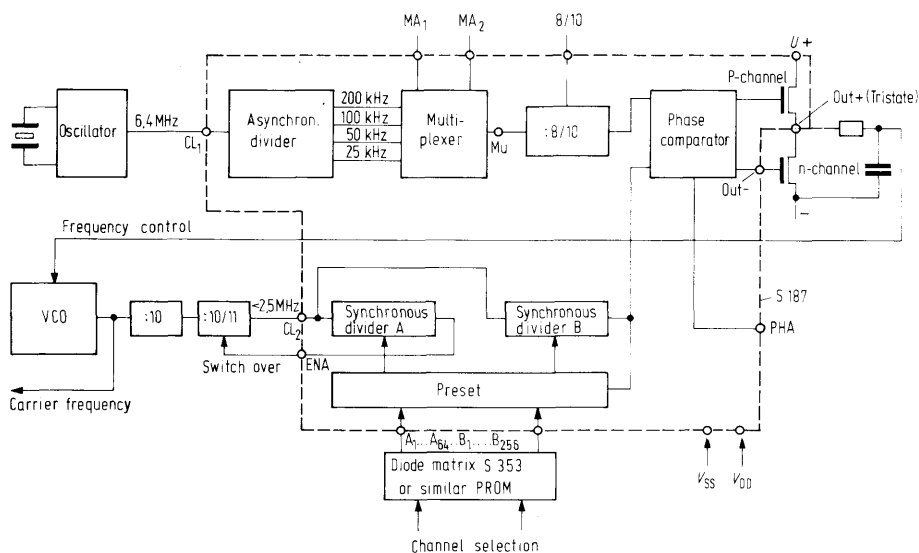 MA1
MA2
8/10
U+
P-channel
Out+ (Tristate)
Oscillator
6,4 MHz
CL1
Asynchron.
divider
200 kHz
100 kHz
50 kHz
25 kHz
Multi-
plexer
Mu
:8/10
Phase
comparator
n-channel
Out-
−
Frequency control
VCO
:10
:10/11
<2,5MHz
CL2
Synchronous
divider A
Synchronous
divider B
S 187
PHA
ENA
Switch over
Preset
Carrier frequency
A1...A64...B1....B256
Diode matrix S 353
or similar PROM
VSS
VDD
Channel selection